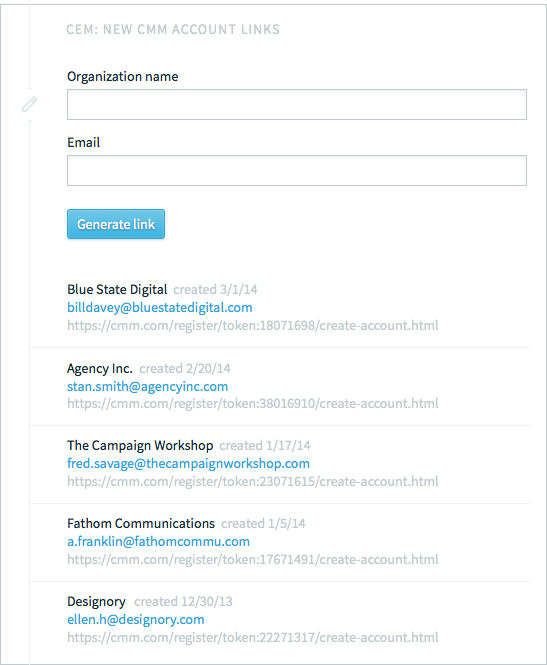 CEM: NEW CMM ACCOUNT LINKS
Organization name
Email
Generate link
Blue State Digital created 3/1/14
billdavey@bluestatedigital.com
https://cmm.com/register/token:18071698/create-account.html
Agency Inc. created 2/20/14
stan.smith@agencyinc.com
https://cmm.com/register/token:38016910/create-account.html
The Campaign Workshop created 1/17/14
fred.savage@thecampaignworkshop.com
https://cmm.com/register/token:23071615/create-account.html
Fathom Communications created 1/5/14
a.franklin@fathomcommu.com
https://cmm.com/register/token:17671491/create-account.html
Designory created 12/30/13
ellen.h@designory.com
https://cmm.com/register/token:22271317/create-account.html